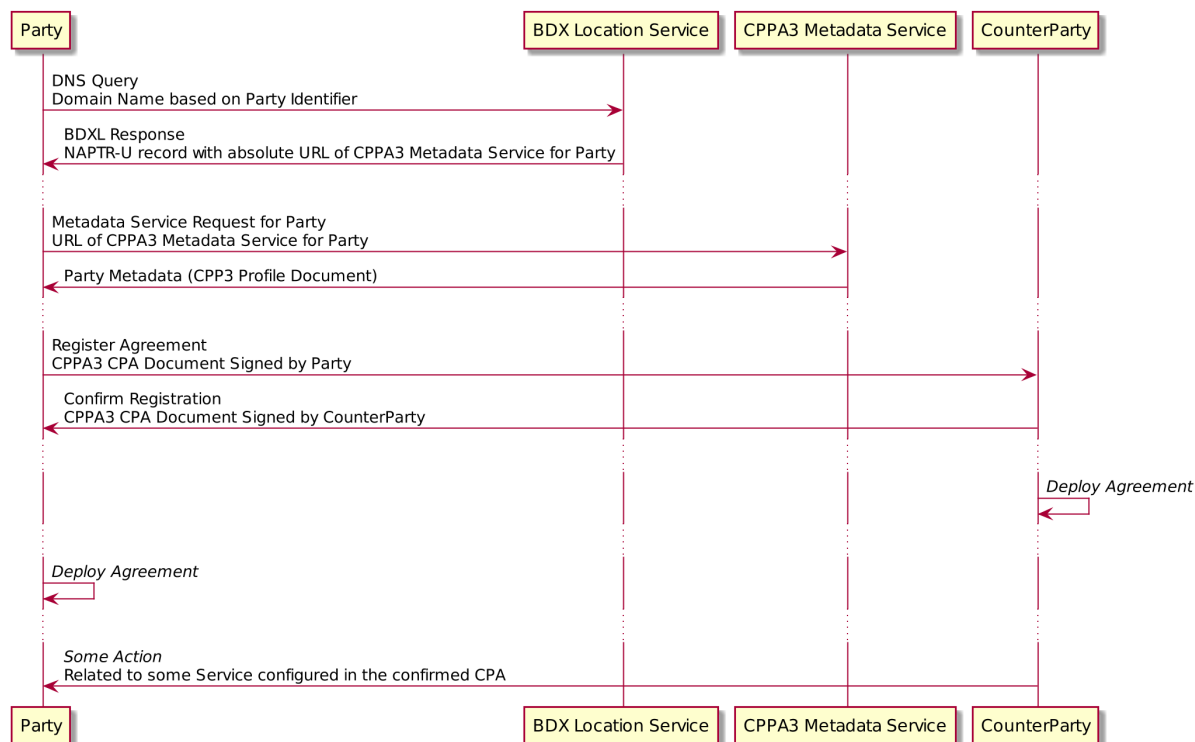 Party
BDX Location Service
CPPA3 Metadata Service
CounterParty
DNS Query
Domain Name based on Party Identifier
BDXL Response
NAPTR-U record with absolute URL of CPPA3 Metadata Service for Party
Metadata Service Request for Party
URL of CPPA3 Metadata Service for Party
Party Metadata (CPP3 Profile Document)
Register Agreement
CPPA3 CPA Document Signed by Party
Confirm Registration
CPPA3 CPA Document Signed by CounterParty
Deploy Agreement
Deploy Agreement
Some Action
Related to some Service configured in the confirmed CPA
Party
BDX Location Service
CPPA3 Metadata Service
CounterParty